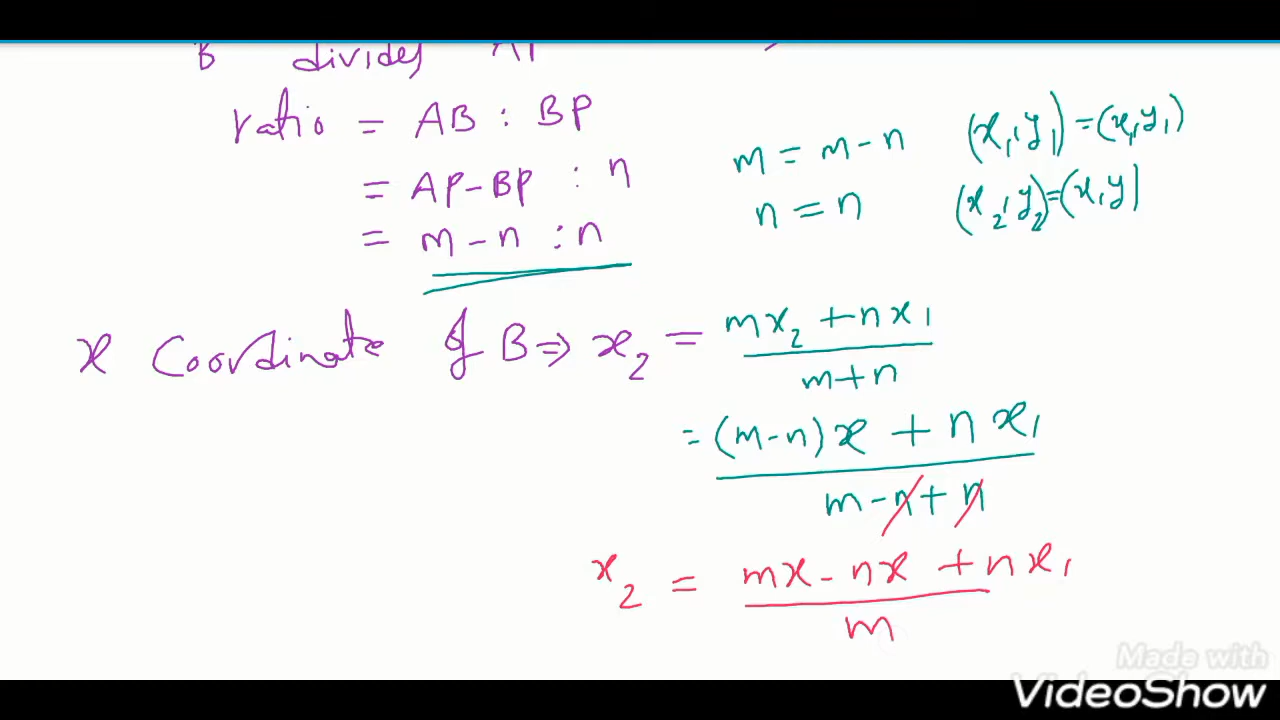 B divides AP
ratio = AB : BP
= AP-BP : n
= m-n : n
m = m-n
n = n
(x₁,y₁)=(x₁,y₁)
(x₂,y₂)=(x,y)
x Coordinate of B ⇒ x₂ = mx₂+nx₁
m+n
= (m-n)x + nx₁
m-n+n
x₂ = mx-nx+nx₁
m
Made with
VideoShow